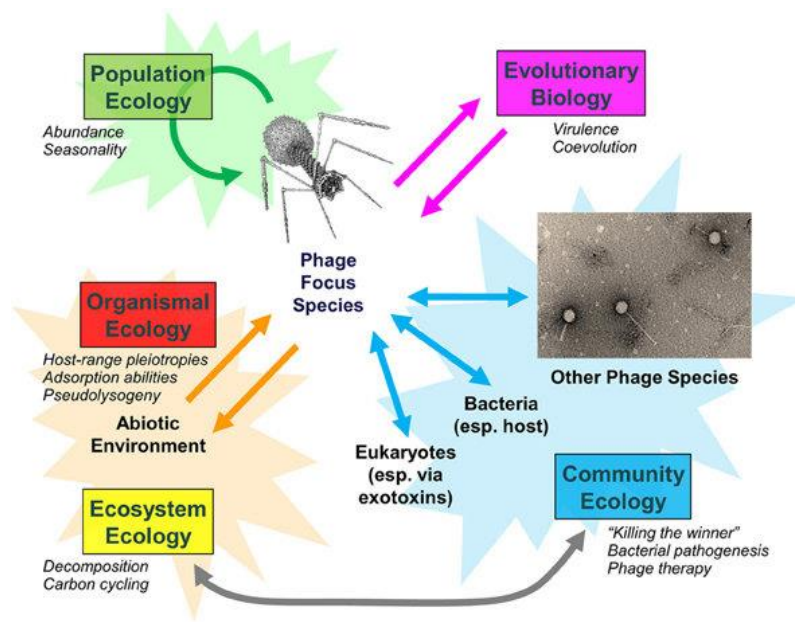 Population
Ecology
Abundance
Seasonality
Evolutionary
Biology
Virulence
Coevolution
Phage
Focus
Species
Organismal
Ecology
Host-range pleiotropies
Adsorption abilities
Pseudolysogeny
Abiotic
Environment
Other Phage Species
Bacteria
(esp. host)
Eukaryotes
(esp. via
exotoxins)
Ecosystem
Ecology
Decomposition
Carbon cycling
Community
Ecology
“Killing the winner”
Bacterial pathogenesis
Phage therapy